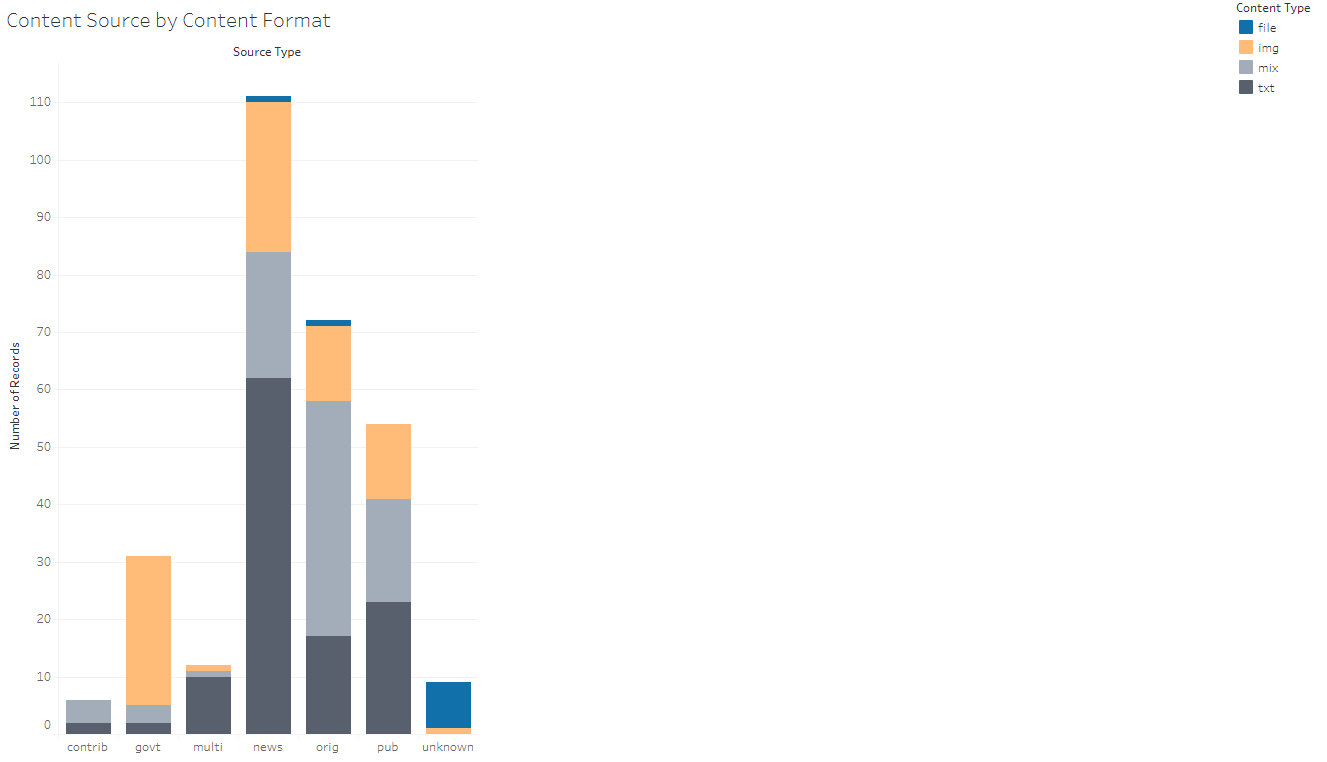 Content Source by Content Format
Content Type
file
img
mix
txt
Source Type
Number of Records
110
100
90
80
70
60
50
40
30
20
10
0
contrib govt multi news orig pub unknown